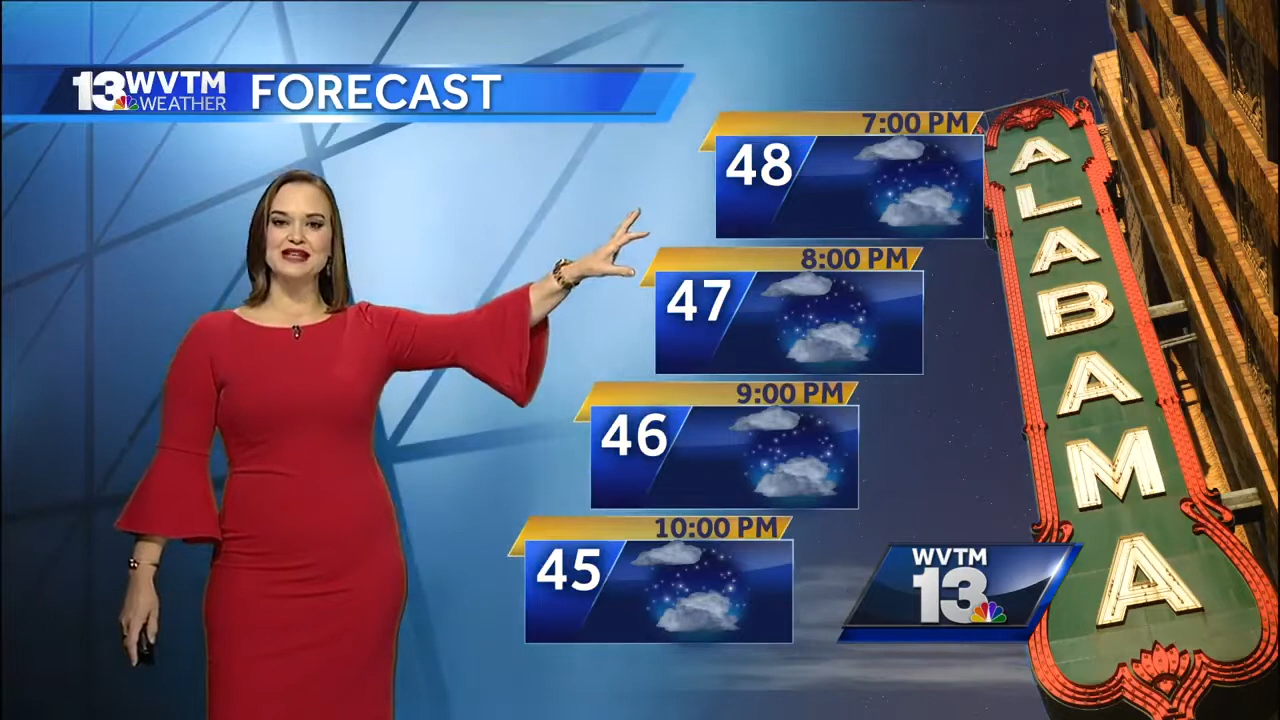 13 WVTM
WEATHER
FORECAST
7:00 PM
48
8:00 PM
47
9:00 PM
46
10:00 PM
45
WVTM
13
ALABAMA